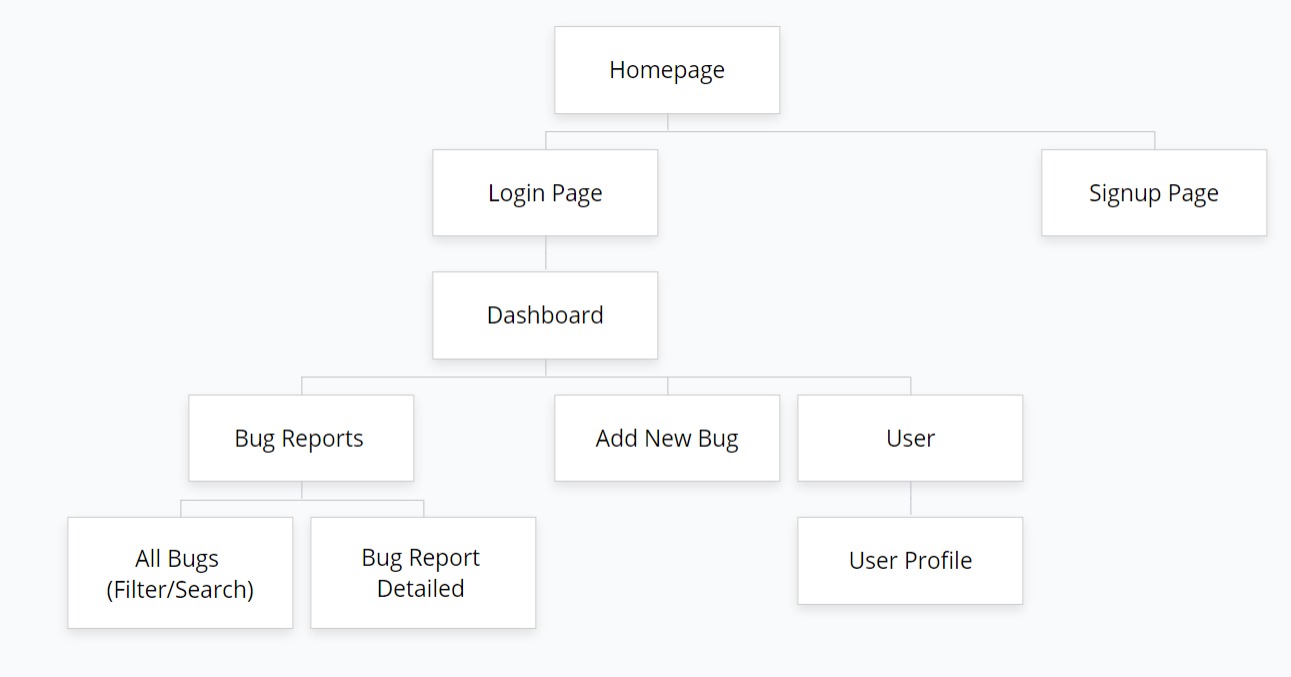 Homepage
Login Page
Signup Page
Dashboard
Bug Reports
Add New Bug
User
All Bugs
(Filter/Search)
Bug Report
Detailed
User Profile